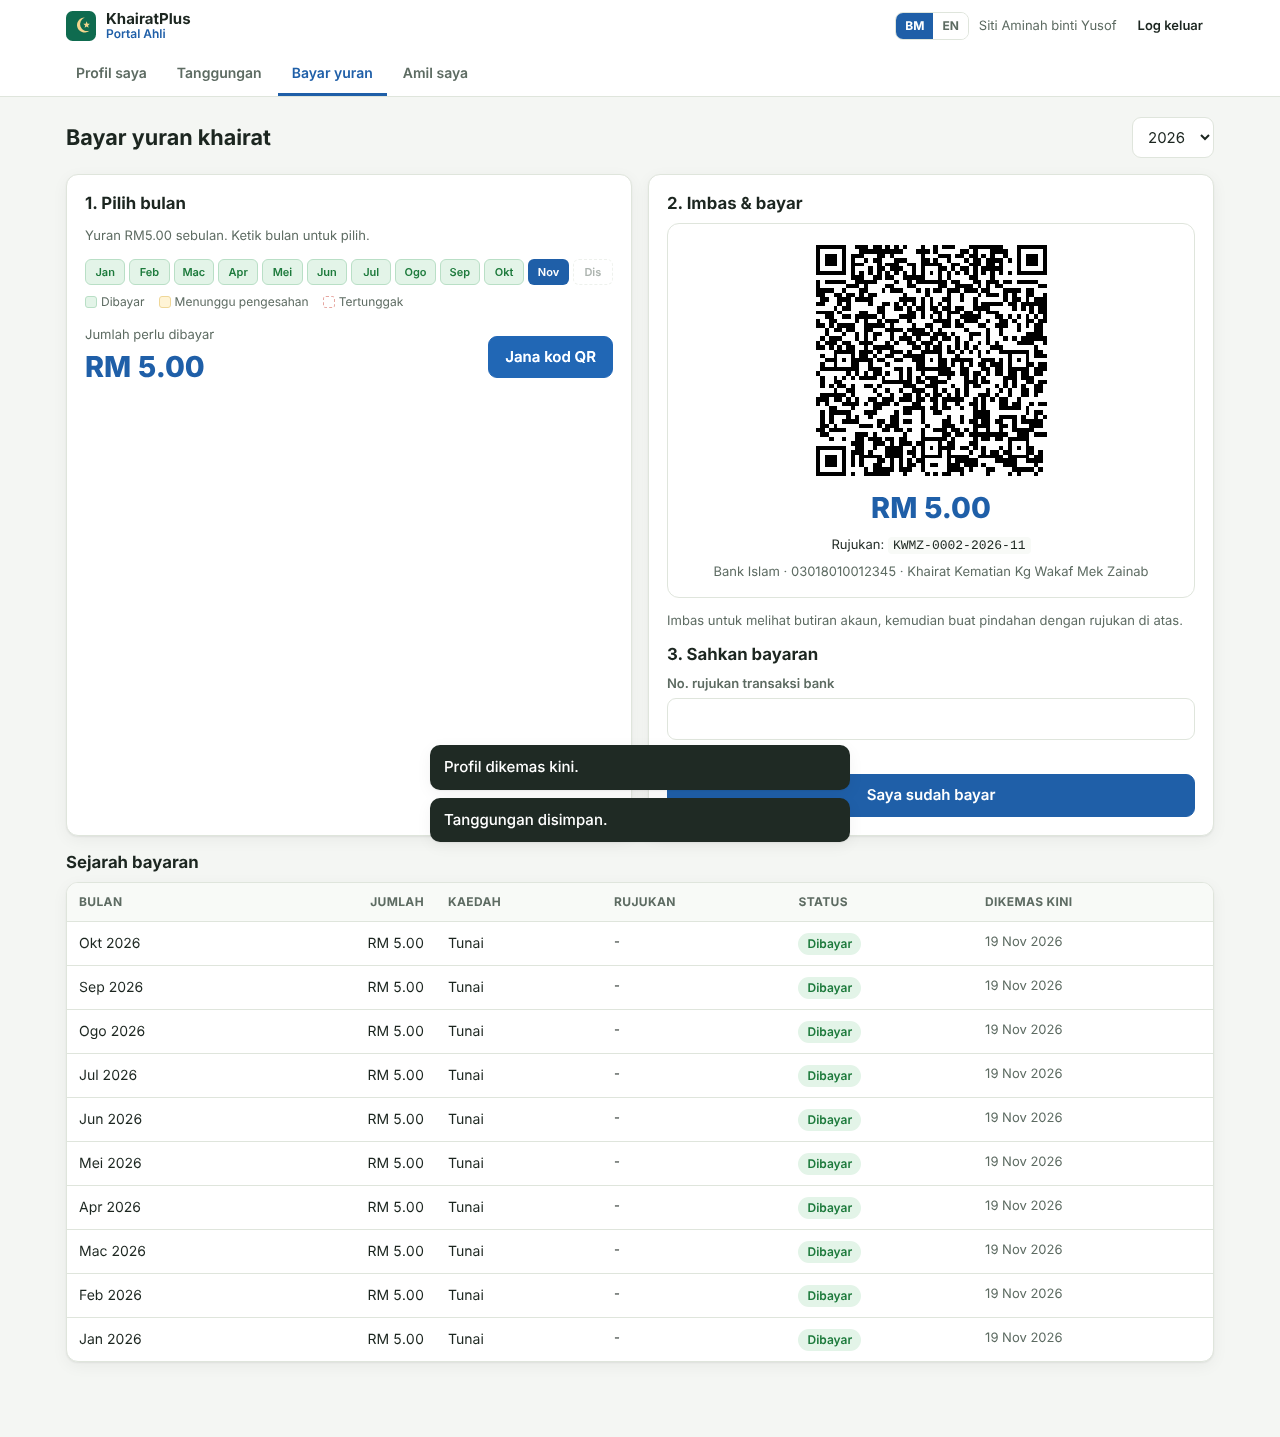 KhairatPlus
Portal Ahli
BM EN Siti Aminah binti Yusof Log keluar
Profil saya Tanggungan Bayar yuran Amil saya
Bayar yuran khairat
2026
1. Pilih bulan
Yuran RM5.00 sebulan. Ketik bulan untuk pilih.
Jan Feb Mac Apr Mei Jun Jul Ogo Sep Okt Nov Dis
Dibayar Menunggu pengesahan Tertunggak
Jumlah perlu dibayar
RM 5.00
Jana kod QR
2. Imbas & bayar
RM 5.00
Rujukan: KWMZ-0002-2026-11
Bank Islam · 03018010012345 · Khairat Kematian Kg Wakaf Mek Zainab
Imbas untuk melihat butiran akaun, kemudian buat pindahan dengan rujukan di atas.
3. Sahkan bayaran
No. rujukan transaksi bank
Saya sudah bayar
Profil dikemas kini.
Tanggungan disimpan.
Sejarah bayaran
BULAN JUMLAH KAEDAH RUJUKAN STATUS DIKEMAS KINI
Okt 2026 RM 5.00 Tunai - Dibayar 19 Nov 2026
Sep 2026 RM 5.00 Tunai - Dibayar 19 Nov 2026
Ogo 2026 RM 5.00 Tunai - Dibayar 19 Nov 2026
Jul 2026 RM 5.00 Tunai - Dibayar 19 Nov 2026
Jun 2026 RM 5.00 Tunai - Dibayar 19 Nov 2026
Mei 2026 RM 5.00 Tunai - Dibayar 19 Nov 2026
Apr 2026 RM 5.00 Tunai - Dibayar 19 Nov 2026
Mac 2026 RM 5.00 Tunai - Dibayar 19 Nov 2026
Feb 2026 RM 5.00 Tunai - Dibayar 19 Nov 2026
Jan 2026 RM 5.00 Tunai - Dibayar 19 Nov 2026